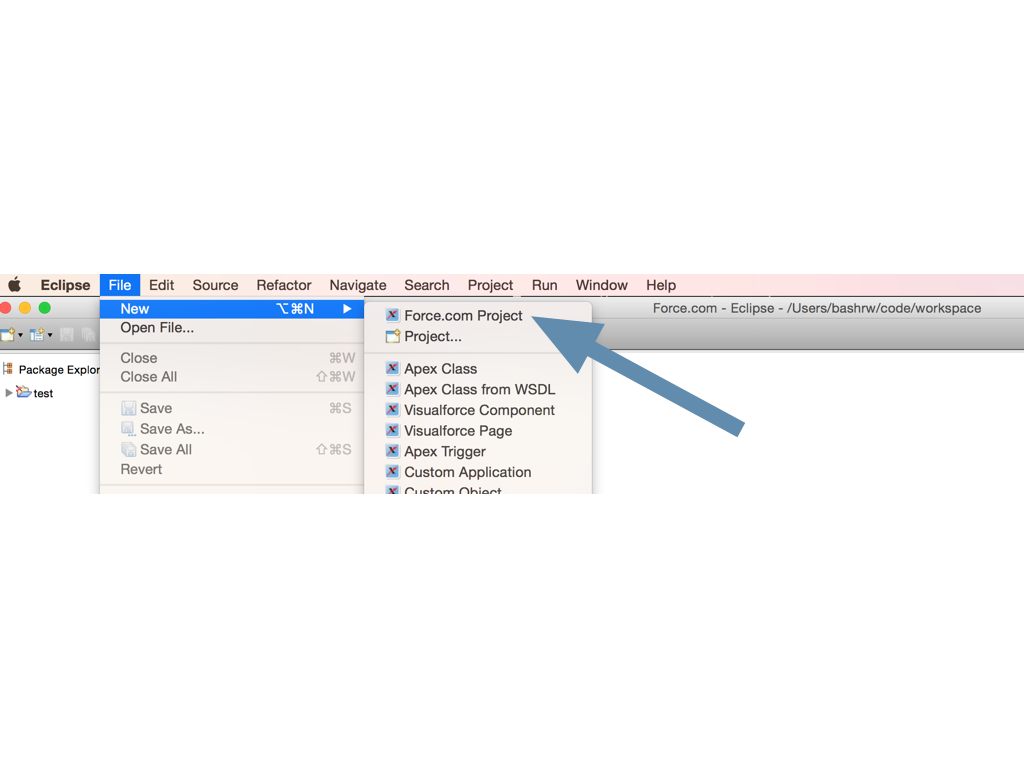 Eclipse File Edit Source Refactor Navigate Search Project Run Window Help
Force.com - Eclipse - /Users/bashrw/code/workspace
New ⌥⌘N ▶
Open File...
Close ⌘W
Close All ⇧⌘W
Save ⌘S
Save As...
Save All ⇧⌘S
Revert
Force.com Project
Project...
Apex Class
Apex Class from WSDL
Visualforce Component
Visualforce Page
Apex Trigger
Custom Application
Custom Object
Package Explor
test